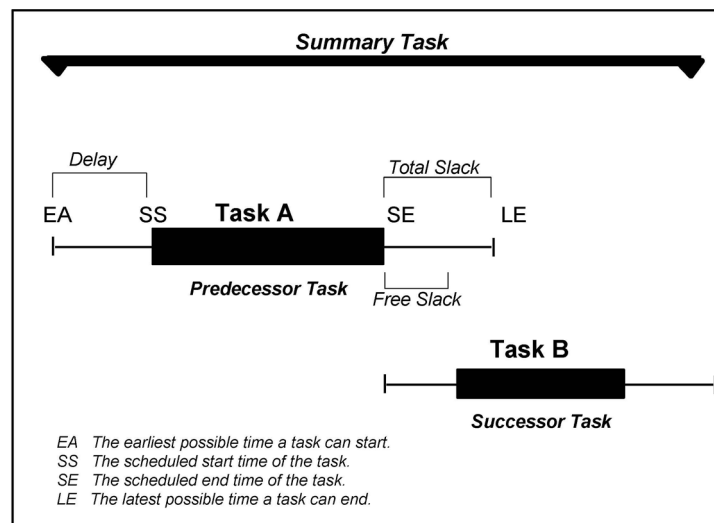 Summary Task
Delay
Total Slack
EA SS Task A SE LE
Predecessor Task
Free Slack
Task B
Successor Task
EA The earliest possible time a task can start.
SS The scheduled start time of the task.
SE The scheduled end time of the task.
LE The latest possible time a task can end.